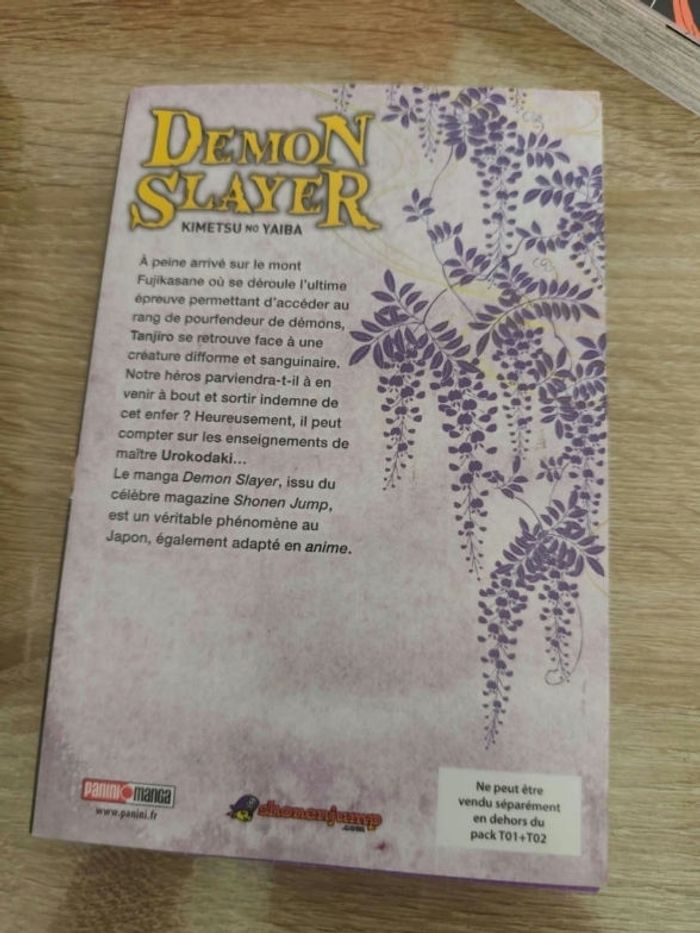 DEMON
SLAYER
KIMETSU NO YAIBA
À peine arrivé sur le mont
Fujikasane où se déroule l'ultime
épreuve permettant d'accéder au
rang de pourfendeur de démons,
Tanjiro se retrouve face à une
créature difforme et sanguinaire.
Notre héros parviendra-t-il à en
venir à bout et sortir indemne de
cet enfer ? Heureusement, il peut
compter sur les enseignements de
maître Urokodaki...
Le manga Demon Slayer, issu du
célèbre magazine Shonen Jump,
est un véritable phénomène au
Japon, également adapté en anime.
PANINI manga
www.panini.fr
shonenjump
.com
Ne peut être
vendu séparément
en dehors du
pack T01+T02